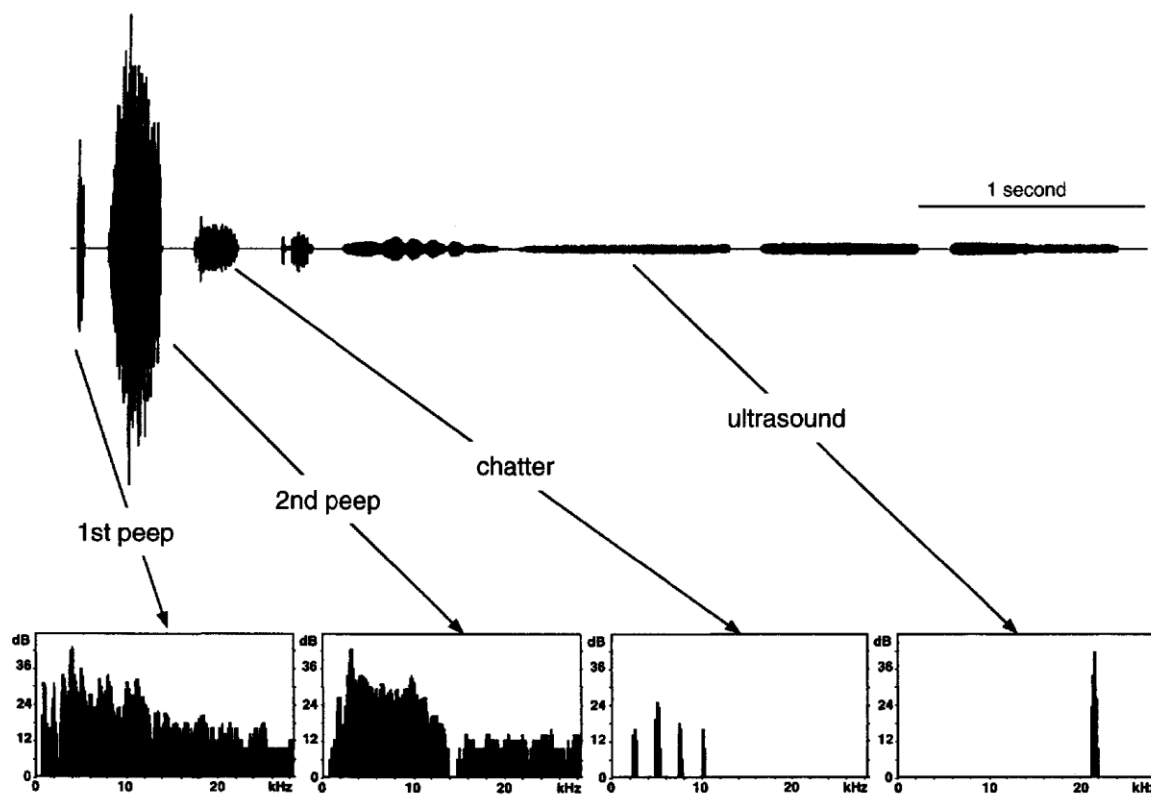 1 second
ultrasound
chatter
2nd peep
1st peep
dB
36
24
12
0
0 10 20 kHz
dB
36
24
12
0
0 10 20 kHz
dB
36
24
12
0
0 10 20 kHz
dB
36
24
12
0
0 10 20 kHz